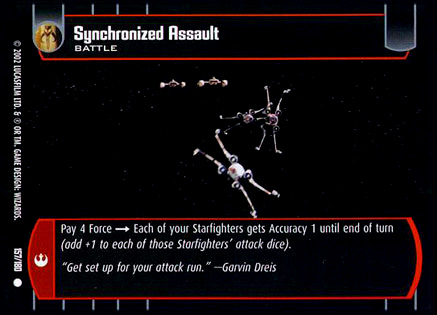 Synchronized Assault
BATTLE
Pay 4 Force → Each of your Starfighters gets Accuracy 1 until end of turn
(add +1 to each of those Starfighters' attack dice).
"Get set up for your attack run." —Garvin Dreis
© 2002 LUCASFILM LTD. & ® OR TM. GAME DESIGN: WIZARDS.
157/180